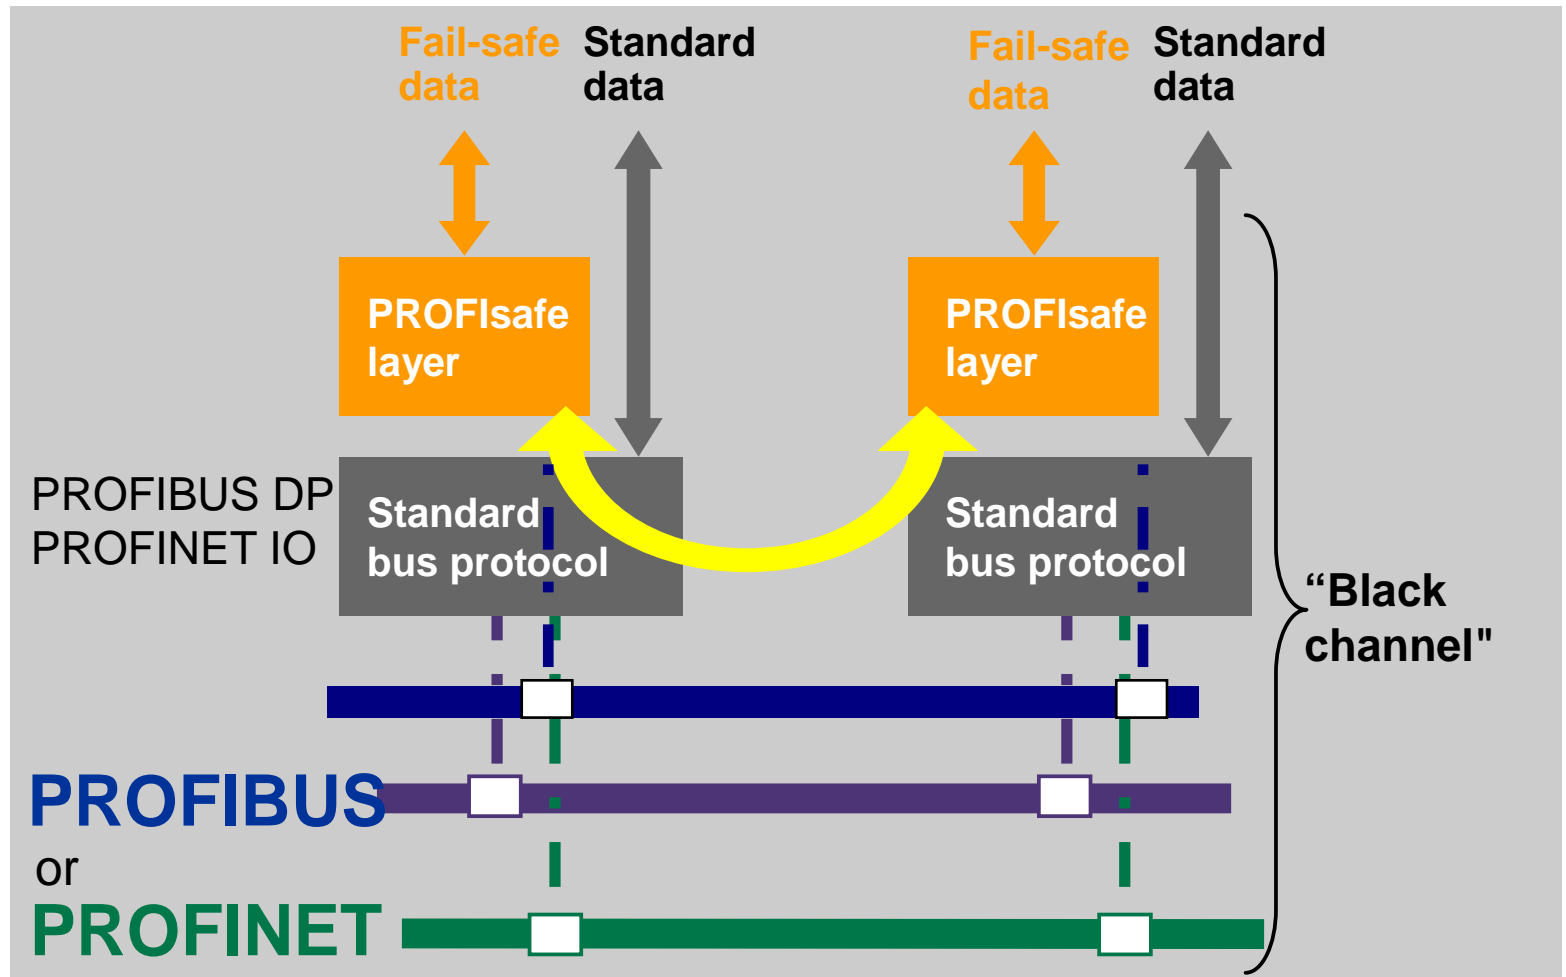 Fail-safe
data
Standard
data
Fail-safe
data
Standard
data
PROFIsafe
layer
PROFIsafe
layer
PROFIBUS DP
PROFINET IO
Standard
bus protocol
Standard
bus protocol
“Black
channel"
PROFIBUS
or
PROFINET